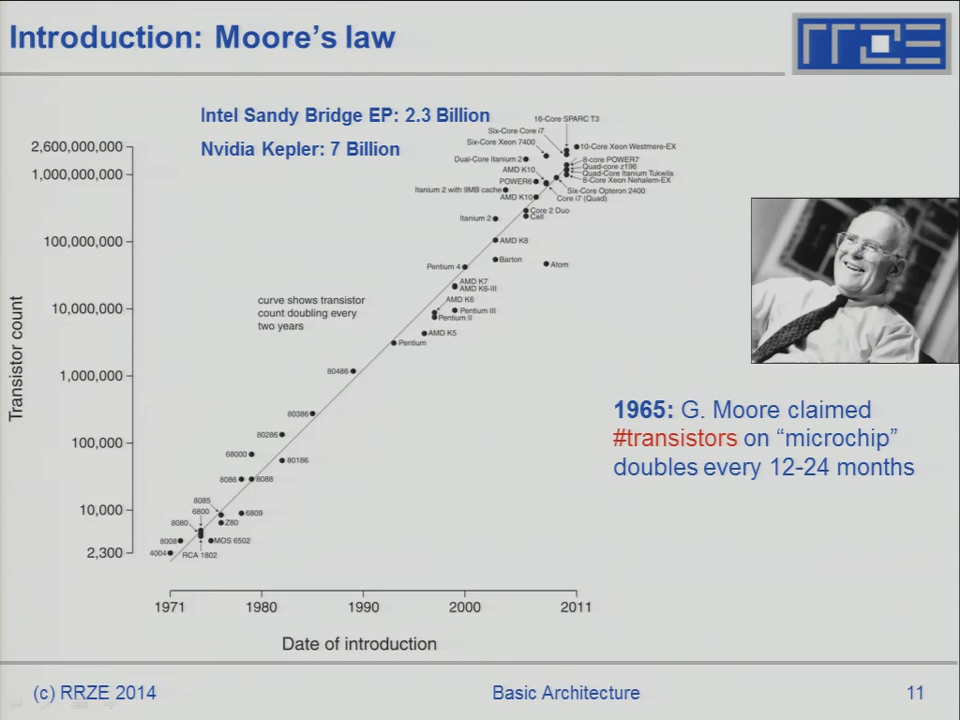 Introduction: Moore's law
RRZE
Intel Sandy Bridge EP: 2.3 Billion
Nvidia Kepler: 7 Billion
16-Core SPARC T3
Six-Core Core i7
Six-Core Xeon 7400
10-Core Xeon Westmere-EX
Dual-Core Itanium 2
8-core POWER7
Quad-core z196
AMD K10
Quad-Core Itanium Tukwila
POWER6
8-Core Xeon Nehalem-EX
Itanium 2 with 9MB cache
Six-Core Opteron 2400
AMD K10
Core i7 (Quad)
Core 2 Duo
Itanium 2
Cell
AMD K8
Barton
Pentium 4
Atom
AMD K7
AMD K6-III
AMD K6
Pentium III
Pentium II
AMD K5
Pentium
80486
80386
80286
68000
80186
8086
8088
8085
6800
6809
8080
Z80
8008
MOS 6502
4004
RCA 1802
2,600,000,000
1,000,000,000
100,000,000
10,000,000
1,000,000
100,000
10,000
2,300
Transistor count
curve shows transistor
count doubling every
two years
1971
1980
1990
2000
2011
Date of introduction
1965: G. Moore claimed
#transistors on “microchip”
doubles every 12-24 months
(c) RRZE 2014
Basic Architecture
11